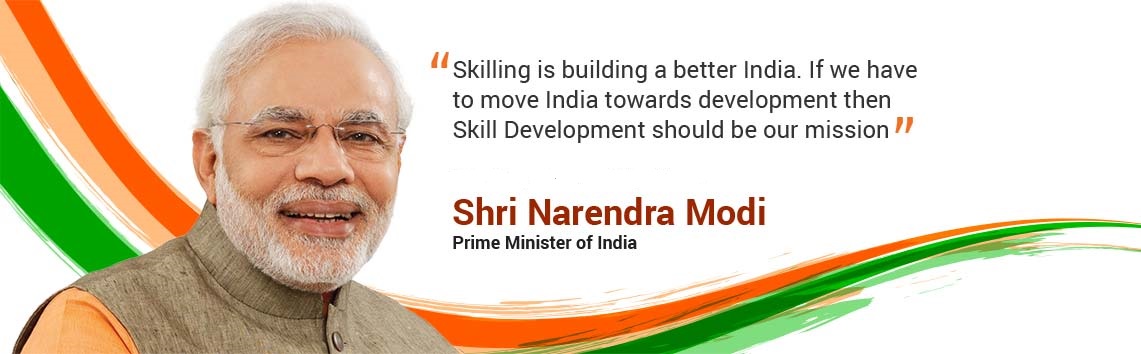 “Skilling is building a better India. If we have
to move India towards development then
Skill Development should be our mission”
Shri Narendra Modi
Prime Minister of India